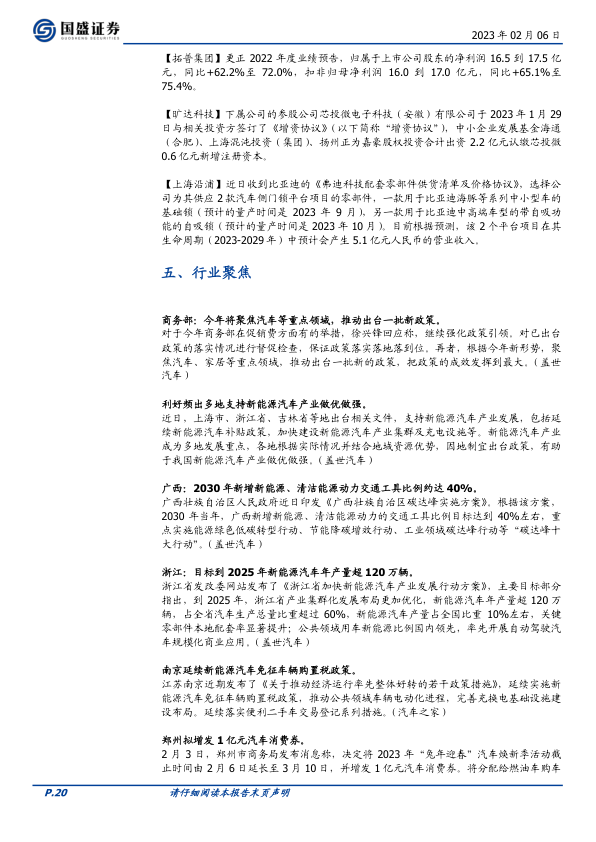 国盛证券
GUOSHENG SECURITIES
2023 年 02 月 06 日
【拓普集团】更正 2022 年度业绩预告，归属于上市公司股东的净利润 16.5 到 17.5 亿
元，同比+62.2%至 72.0%，扣非归母净利润 16.0 到 17.0 亿元，同比+65.1%至
75.4%。
【旷达科技】下属公司的参股公司芯投微电子科技（安徽）有限公司于 2023 年 1 月 29
日与相关投资方签订了《增资协议》（以下简称“增资协议”），中小企业发展基金海通
（合肥）、上海混沌投资（集团）、扬州正为嘉豪股权投资合计出资 2.2 亿元认缴芯投微
0.6 亿元新增注册资本。
【上海沿浦】近日收到比亚迪的《弗迪科技配套零部件供货清单及价格协议》，选择公
司为其供应 2 款汽车侧门锁平台项目的零部件，一款用于比亚迪海豚等系列中小型车的
基础锁（预计的量产时间是 2023 年 9 月），另一款用于比亚迪中高端车型的带自吸功
能的自吸锁（预计的量产时间是 2023 年 10 月）。目前根据预测，该 2 个平台项目在其
生命周期（2023-2029 年）中预计会产生 5.1 亿元人民币的营业收入。
五、行业聚焦
商务部：今年将聚焦汽车等重点领域，推动出台一批新政策。
对于今年商务部在促销费方面有的举措，徐兴锋回应称，继续强化政策引领。对已出台
政策的落实情况进行督促检查，保证政策落实落地落到位。再者，根据今年新形势，聚
焦汽车、家居等重点领域，推动出台一批新的政策，把政策的成效发挥到最大。（盖世
汽车）
利好频出多地支持新能源汽车产业做优做强。
近日，上海市、浙江省、吉林省等地出台相关文件，支持新能源汽车产业发展，包括延
续新能源汽车补贴政策，加快建设新能源汽车产业集群及充电设施等。新能源汽车产业
成为多地发展重点，各地根据实际情况并结合地域资源优势，因地制宜出台政策，有助
于我国新能源汽车产业做优做强。（盖世汽车）
广西：2030 年新增新能源、清洁能源动力交通工具比例约达 40%。
广西壮族自治区人民政府近日印发《广西壮族自治区碳达峰实施方案》。根据该方案，
2030 年当年，广西新增新能源、清洁能源动力的交通工具比例目标达到 40%左右，重
点实施能源绿色低碳转型行动、节能降碳增效行动、工业领域碳达峰行动等“碳达峰十
大行动”。（盖世汽车）
浙江：目标到 2025 年新能源汽车年产量超 120 万辆。
浙江省发改委网站发布了《浙江省加快新能源汽车产业发展行动方案》，主要目标部分
指出，到 2025 年，浙江省产业集群化发展布局更加优化，新能源汽车年产量超 120 万
辆，占全省汽车生产总量比重超过 60%，新能源汽车产量占全国比重 10%左右，关键
零部件本地配套率显著提升；公共领域用车新能源比例国内领先，率先开展自动驾驶汽
车规模化商业应用。（盖世汽车）
南京延续新能源汽车免征车辆购置税政策。
江苏南京近期发布了《关于推动经济运行率先整体好转的若干政策措施》，延续实施新
能源汽车免征车辆购置税政策，推动公共领域车辆电动化进程，完善充换电基础设施建
设布局。延续落实便利二手车交易登记系列措施。（汽车之家）
郑州拟增发 1 亿元汽车消费券。
2 月 3 日，郑州市商务局发布消息称，决定将 2023 年“兔年迎春”汽车焕新季活动截
止时间由 2 月 6 日延长至 3 月 10 日，并增发 1 亿元汽车消费券。将分配给燃油车购车
P.20
请仔细阅读本报告末页声明